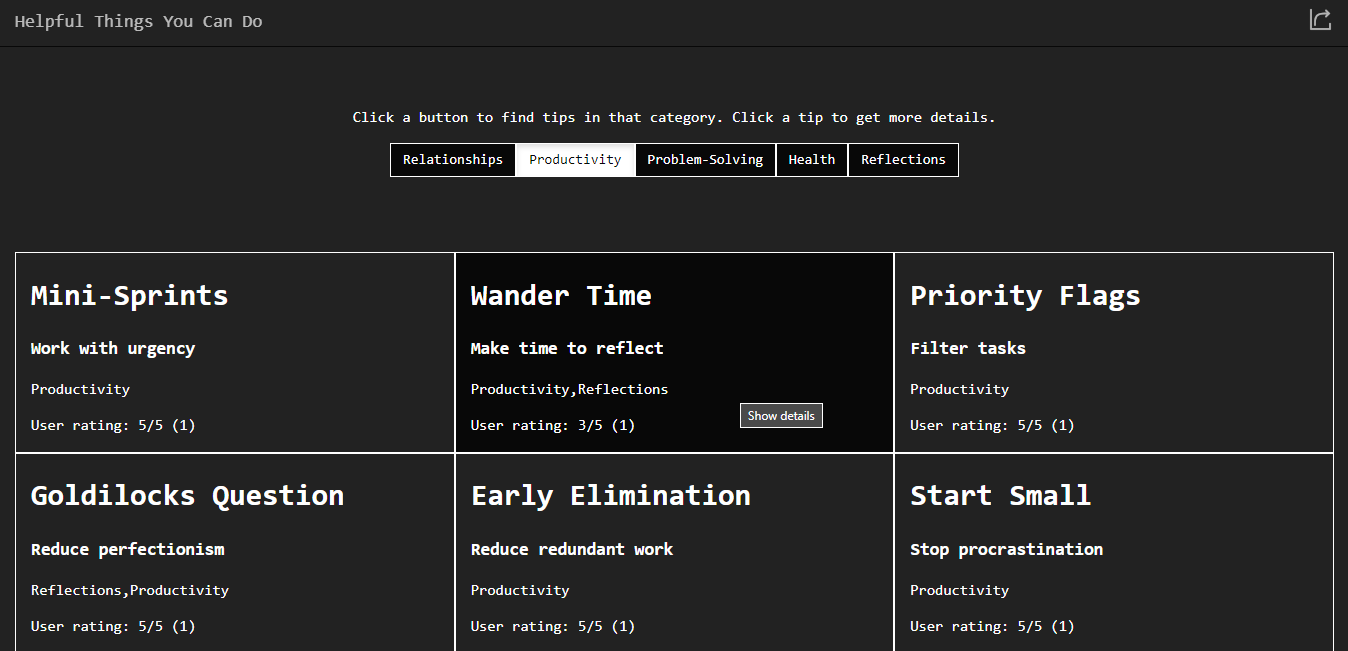 Helpful Things You Can Do
Click a button to find tips in that category. Click a tip to get more details.
Relationships
Productivity
Problem-Solving
Health
Reflections
Mini-Sprints
Work with urgency
Productivity
User rating: 5/5 (1)
Wander Time
Make time to reflect
Productivity,Reflections
User rating: 3/5 (1)
Show details
Priority Flags
Filter tasks
Productivity
User rating: 5/5 (1)
Goldilocks Question
Reduce perfectionism
Reflections,Productivity
User rating: 5/5 (1)
Early Elimination
Reduce redundant work
Productivity
User rating: 5/5 (1)
Start Small
Stop procrastination
Productivity
User rating: 5/5 (1)